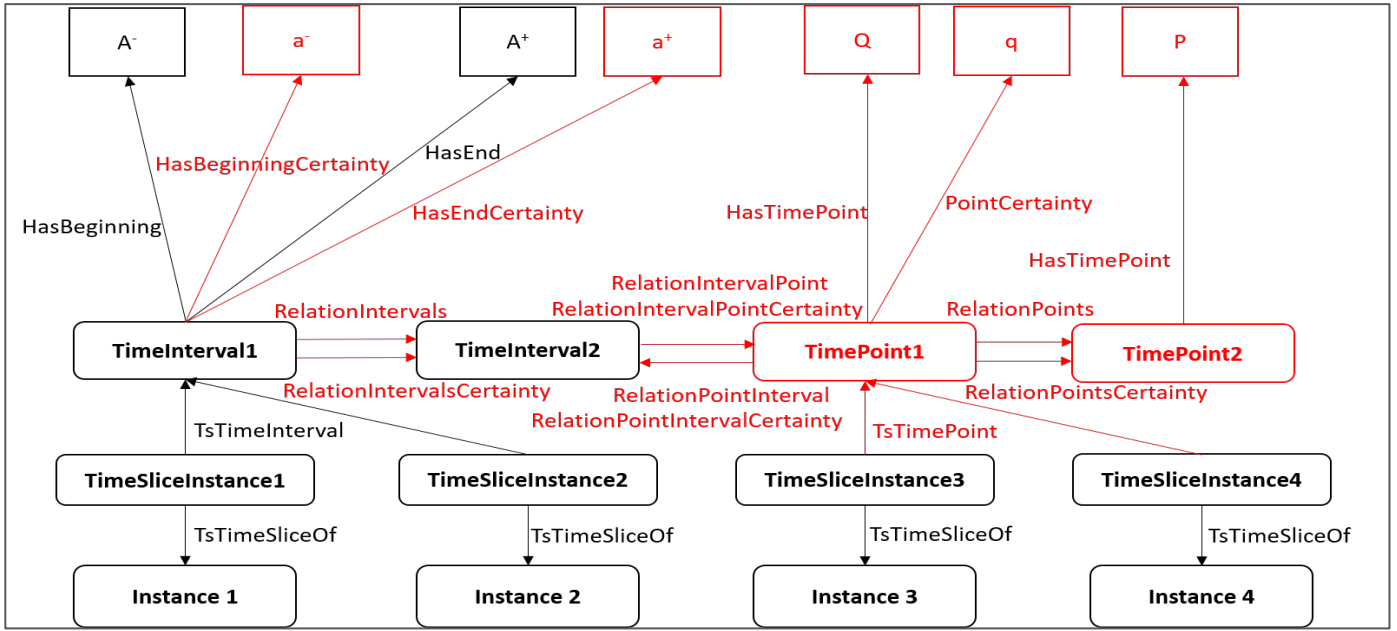 A⁻
a⁻
A⁺
a⁺
Q
q
P
HasBeginningCertainty
HasEnd
HasBeginning
HasEndCertainty
HasTimePoint
PointCertainty
HasTimePoint
RelationIntervals
RelationIntervalPoint
RelationIntervalPointCertainty
RelationPoints
TimeInterval1
TimeInterval2
TimePoint1
TimePoint2
RelationIntervalsCertainty
RelationPointInterval
RelationPointIntervalCertainty
RelationPointsCertainty
TsTimeInterval
TsTimePoint
TimeSliceInstance1
TimeSliceInstance2
TimeSliceInstance3
TimeSliceInstance4
TsTimeSliceOf
TsTimeSliceOf
TsTimeSliceOf
TsTimeSliceOf
Instance 1
Instance 2
Instance 3
Instance 4